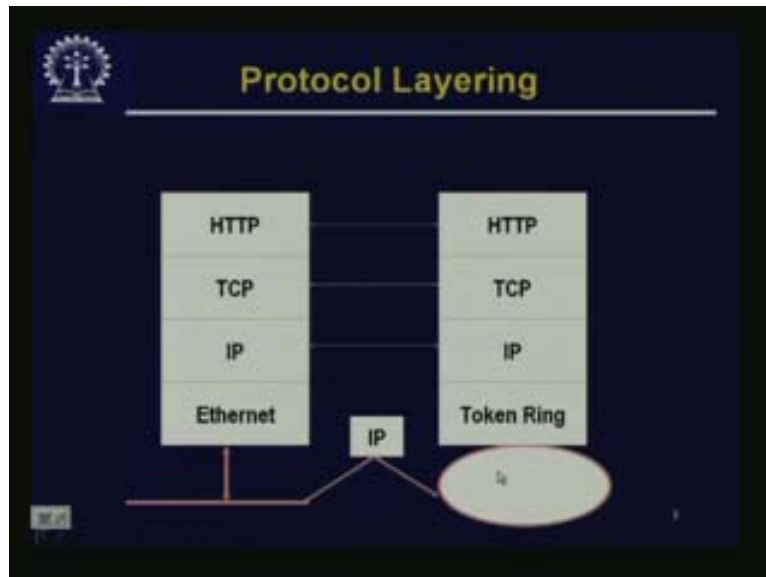 Protocol Layering
HTTP HTTP
TCP TCP
IP IP
Ethernet Token Ring
IP